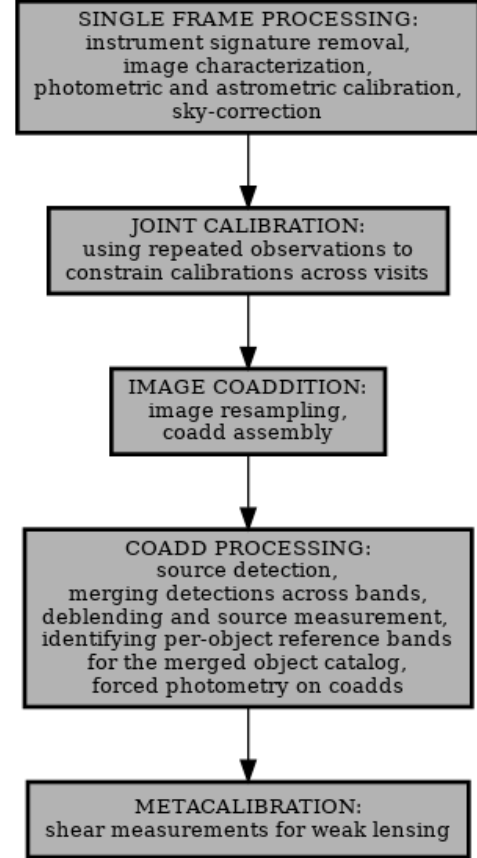 SINGLE FRAME PROCESSING:
instrument signature removal,
image characterization,
photometric and astrometric calibration,
sky-correction
JOINT CALIBRATION:
using repeated observations to
constrain calibrations across visits
IMAGE COADDITION:
image resampling,
coadd assembly
COADD PROCESSING:
source detection,
merging detections across bands,
deblending and source measurement,
identifying per-object reference bands
for the merged object catalog,
forced photometry on coadds
METACALIBRATION:
shear measurements for weak lensing